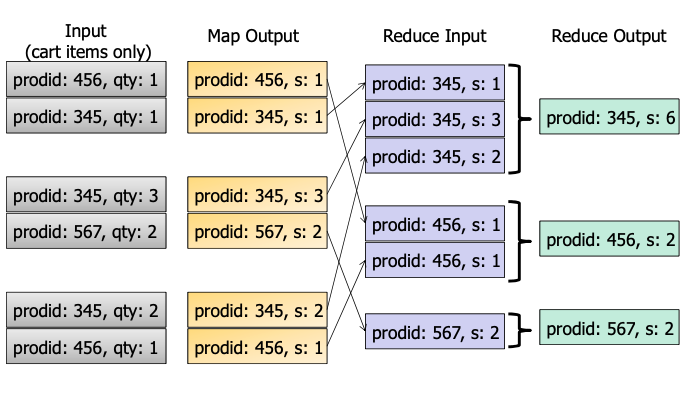 Input
(cart items only)
Map Output
Reduce Input
Reduce Output
prodid: 456, qty: 1
prodid: 345, qty: 1
prodid: 345, qty: 3
prodid: 567, qty: 2
prodid: 345, qty: 2
prodid: 456, qty: 1
prodid: 456, s: 1
prodid: 345, s: 1
prodid: 345, s: 3
prodid: 567, s: 2
prodid: 345, s: 2
prodid: 456, s: 1
prodid: 345, s: 1
prodid: 345, s: 3
prodid: 345, s: 2
prodid: 456, s: 1
prodid: 456, s: 1
prodid: 567, s: 2
prodid: 345, s: 6
prodid: 456, s: 2
prodid: 567, s: 2